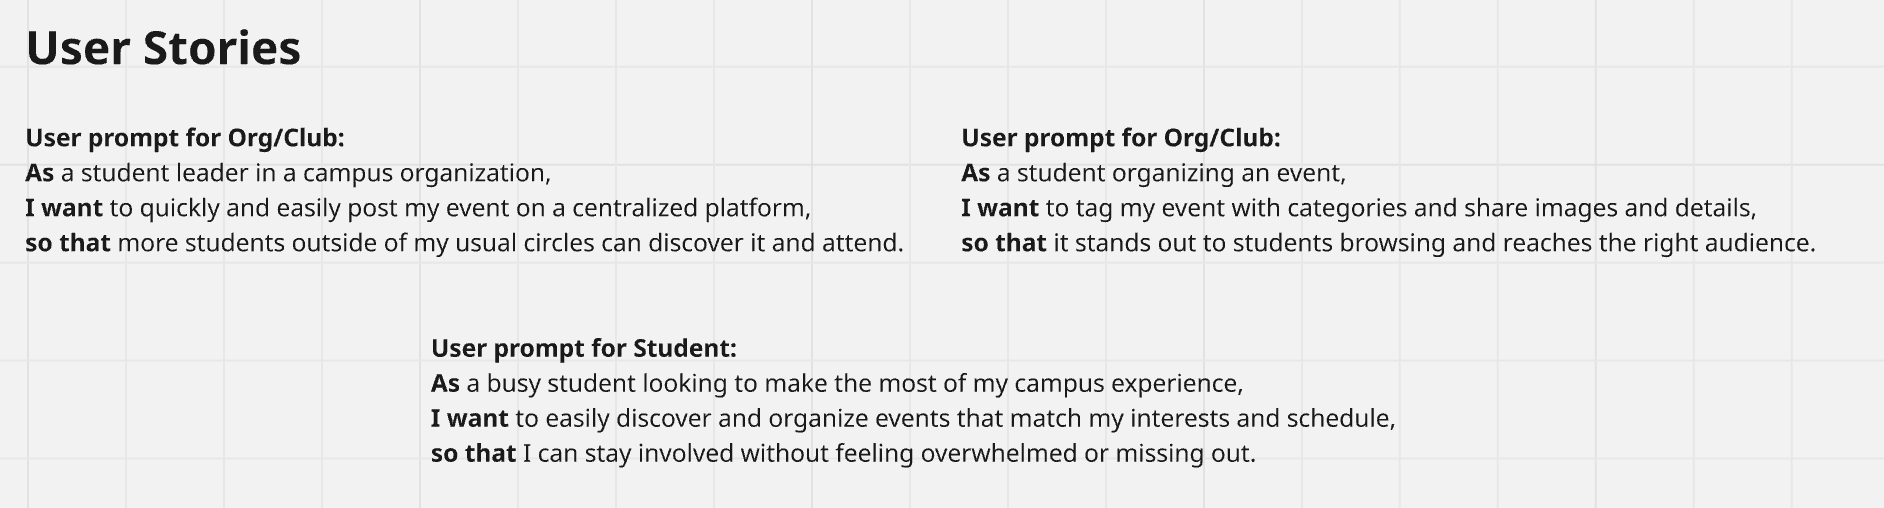 User Stories
User prompt for Org/Club:
As a student leader in a campus organization,
I want to quickly and easily post my event on a centralized platform,
so that more students outside of my usual circles can discover it and attend.
User prompt for Org/Club:
As a student organizing an event,
I want to tag my event with categories and share images and details,
so that it stands out to students browsing and reaches the right audience.
User prompt for Student:
As a busy student looking to make the most of my campus experience,
I want to easily discover and organize events that match my interests and schedule,
so that I can stay involved without feeling overwhelmed or missing out.